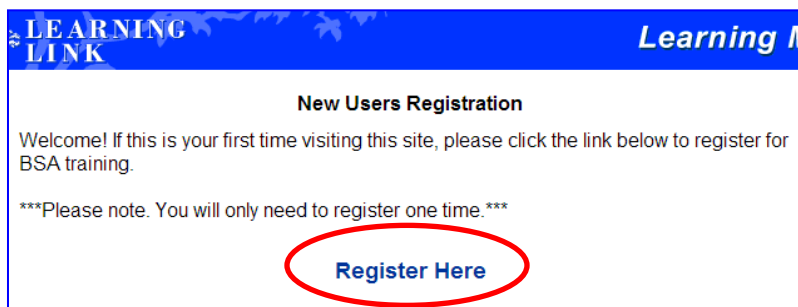 LEARNING
LINK
Learning
New Users Registration
Welcome! If this is your first time visiting this site, please click the link below to register for
BSA training.
***Please note. You will only need to register one time.***
Register Here